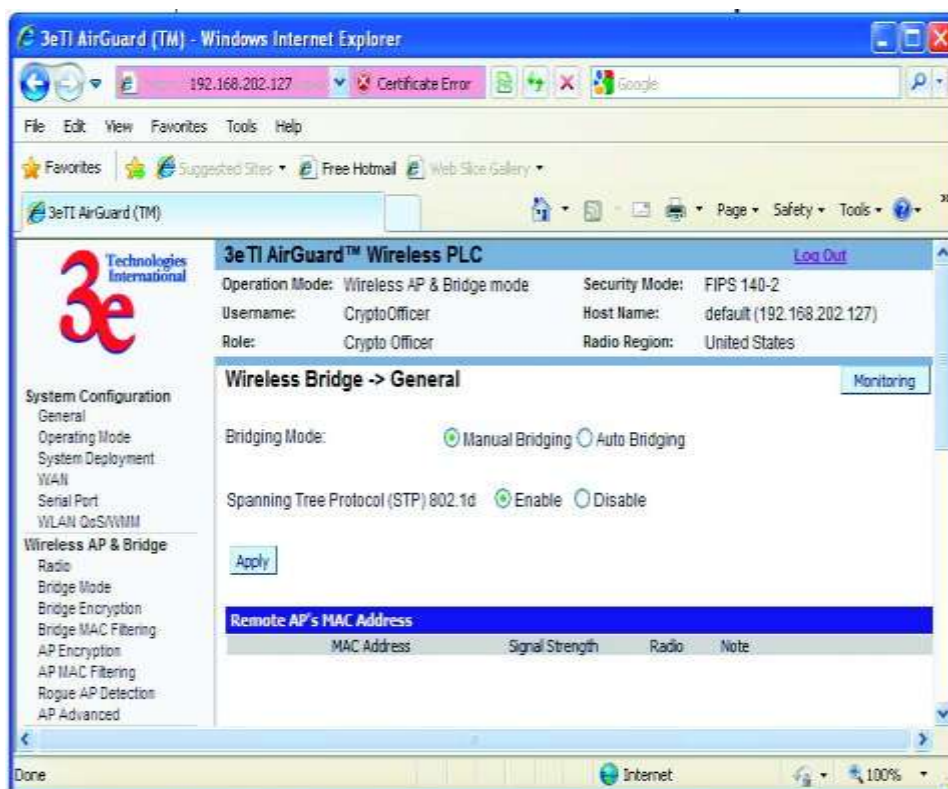 3eTI AirGuard (TM) - Windows Internet Explorer
192.168.202.127 Certificate Error Google
File Edit View Favorites Tools Help
Favorites Suggested Sites Free Hotmail Web Slice Gallery
3eTI AirGuard (TM) Page Safety Tools
3e Technologies International
3eTI AirGuard™ Wireless PLC Log Out
Operation Mode: Wireless AP & Bridge mode Security Mode: FIPS 140-2
Username: CryptoOfficer Host Name: default (192.168.202.127)
Role: Crypto Officer Radio Region: United States
System Configuration
General
Operating Mode
System Deployment
WAN
Serial Port
WLAN QoS/WMM
Wireless AP & Bridge
Radio
Bridge Mode
Bridge Encryption
Bridge MAC Filtering
AP Encryption
AP MAC Filtering
Rogue AP Detection
AP Advanced
Wireless Bridge -> General Monitoring
Bridging Mode: Manual Bridging Auto Bridging
Spanning Tree Protocol (STP) 802.1d Enable Disable
Apply
Remote AP's MAC Address
MAC Address Signal Strength Radio Note
Done Internet 100%